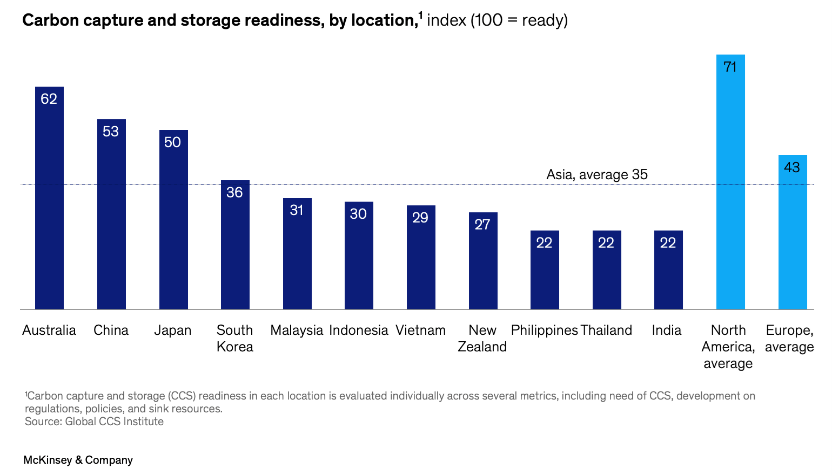 Carbon capture and storage readiness, by location,¹ index (100 = ready)
62
53
50
36
31
30
29
27
22
22
22
71
43
Asia, average 35
Australia
China
Japan
South
Korea
Malaysia
Indonesia
Vietnam
New
Zealand
Philippines
Thailand
India
North
America,
average
Europe,
average
¹Carbon capture and storage (CCS) readiness in each location is evaluated individually across several metrics, including need of CCS, development on
regulations, policies, and sink resources.
Source: Global CCS Institute
McKinsey & Company